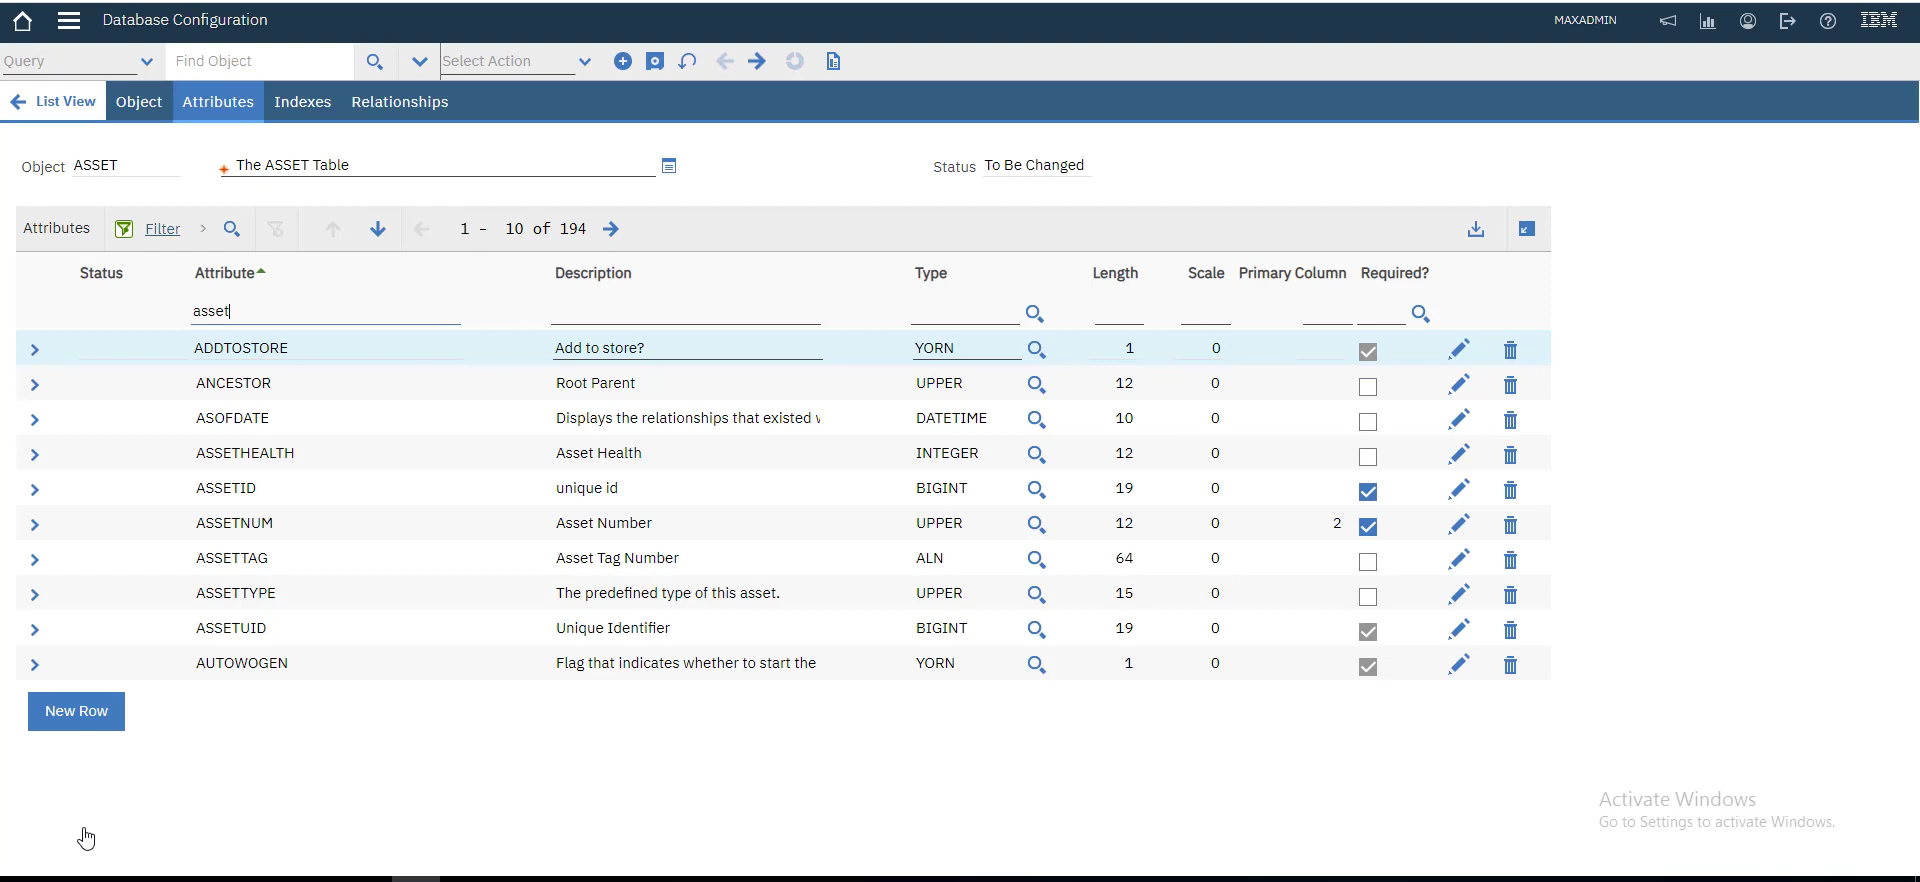 Database Configuration MAXADMIN IBM
Query Find Object Select Action
List View Object Attributes Indexes Relationships
Object ASSET The ASSET Table Status To Be Changed
Attributes Filter 1 - 10 of 194
Status Attribute Description Type Length Scale Primary Column Required?
asset
ADDTOSTORE Add to store? YORN 1 0
ANCESTOR Root Parent UPPER 12 0
ASOFDATE Displays the relationships that existed DATETIME 10 0
ASSETHEALTH Asset Health INTEGER 12 0
ASSETID unique id BIGINT 19 0
ASSETNUM Asset Number UPPER 12 0 2
ASSETTAG Asset Tag Number ALN 64 0
ASSETTYPE The predefined type of this asset. UPPER 15 0
ASSETUID Unique Identifier BIGINT 19 0
AUTOWOGEN Flag that indicates whether to start the YORN 1 0
New Row
Activate Windows
Go to Settings to activate Windows.